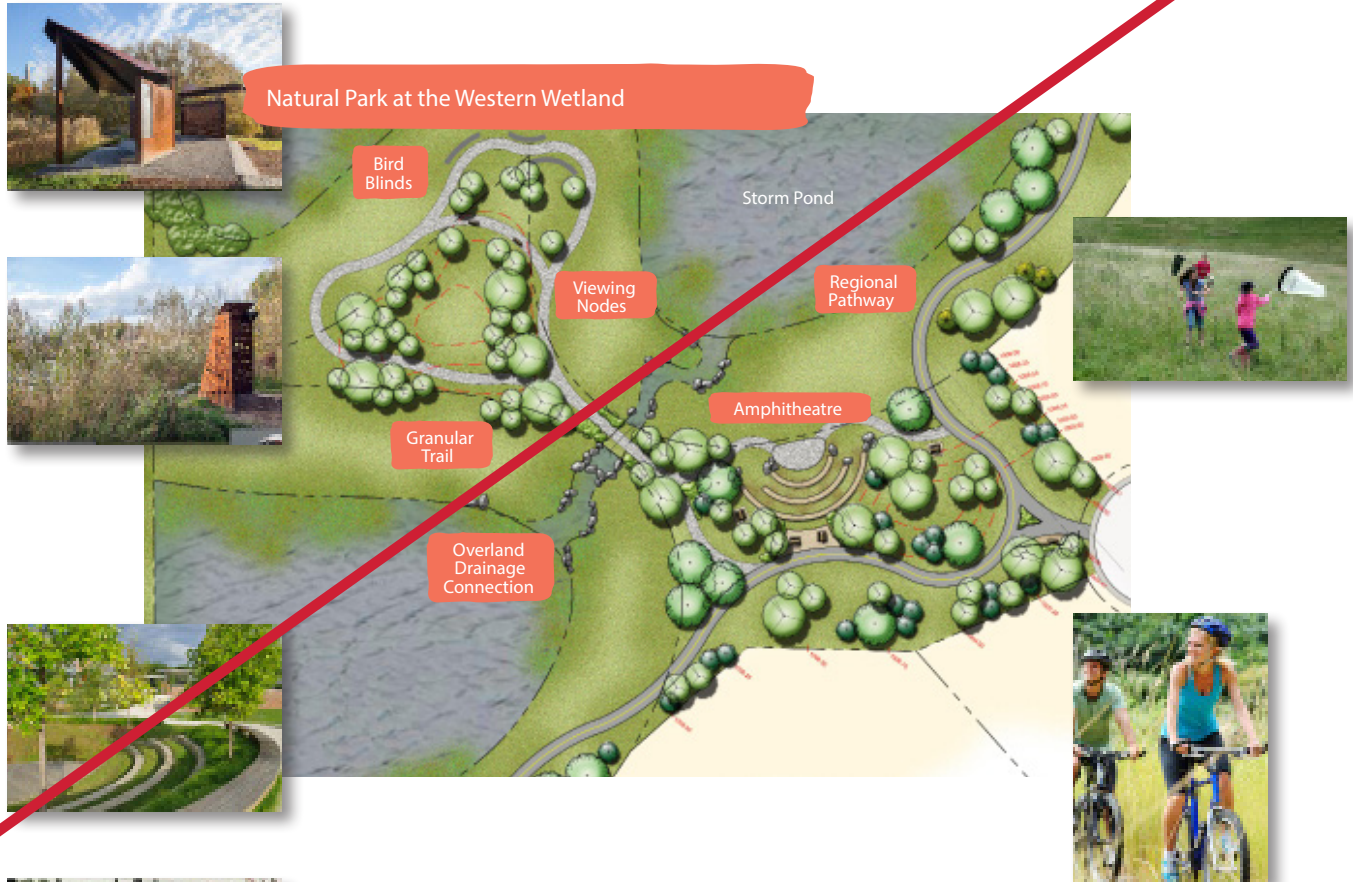 Natural Park at the Western Wetland
Bird
Blinds
Storm Pond
Viewing
Nodes
Regional
Pathway
Amphitheatre
Granular
Trail
Overland
Drainage
Connection